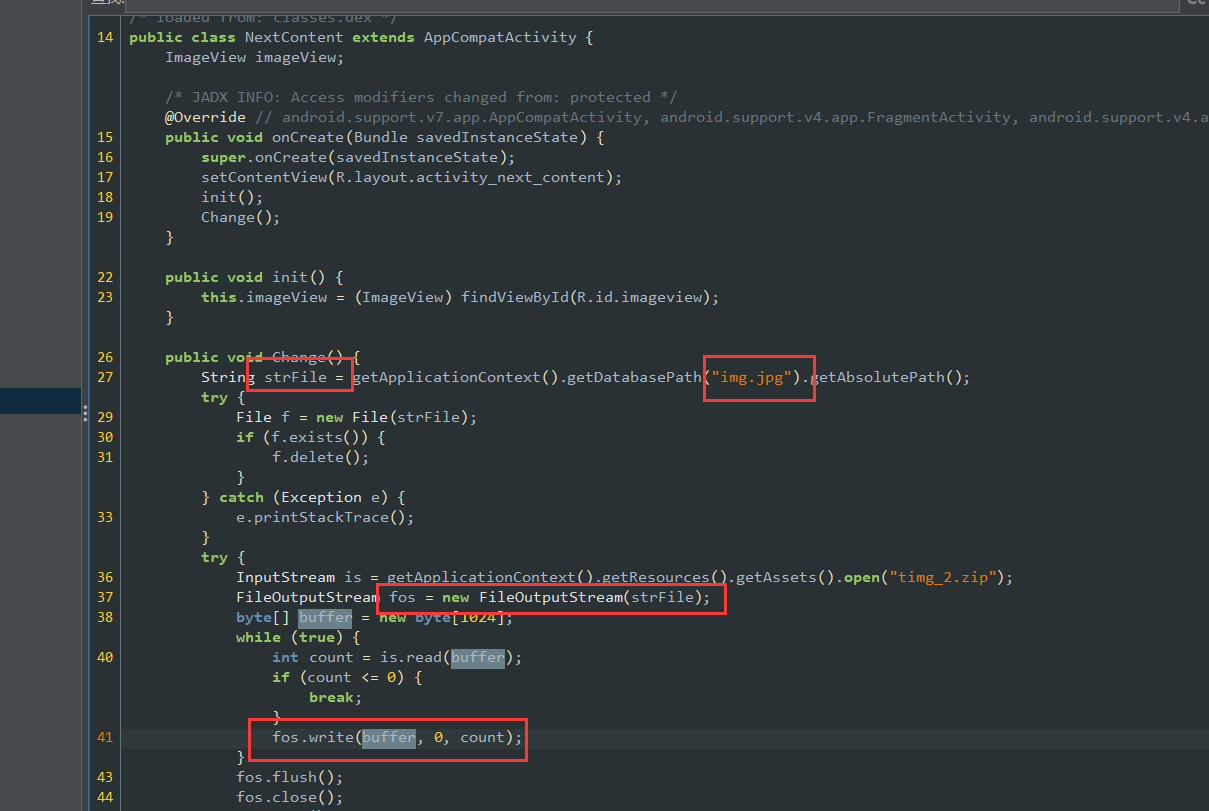 /* loaded from: classes.dex */
14 public class NextContent extends AppCompatActivity {
ImageView imageView;
/* JADX INFO: Access modifiers changed from: protected */
@Override // android.support.v7.app.AppCompatActivity, android.support.v4.app.FragmentActivity, android.support.v4.a
15 public void onCreate(Bundle savedInstanceState) {
16 super.onCreate(savedInstanceState);
17 setContentView(R.layout.activity_next_content);
18 init();
19 Change();
}
22 public void init() {
23 this.imageView = (ImageView) findViewById(R.id.imageview);
}
26 public void Change() {
27 String strFile = getApplicationContext().getDatabasePath("img.jpg").getAbsolutePath();
try {
29 File f = new File(strFile);
30 if (f.exists()) {
31 f.delete();
}
} catch (Exception e) {
33 e.printStackTrace();
}
try {
36 InputStream is = getApplicationContext().getResources().getAssets().open("timg_2.zip");
37 FileOutputStream fos = new FileOutputStream(strFile);
38 byte[] buffer = new byte[1024];
while (true) {
40 int count = is.read(buffer);
if (count <= 0) {
break;
}
41 fos.write(buffer, 0, count);
}
43 fos.flush();
44 fos.close();